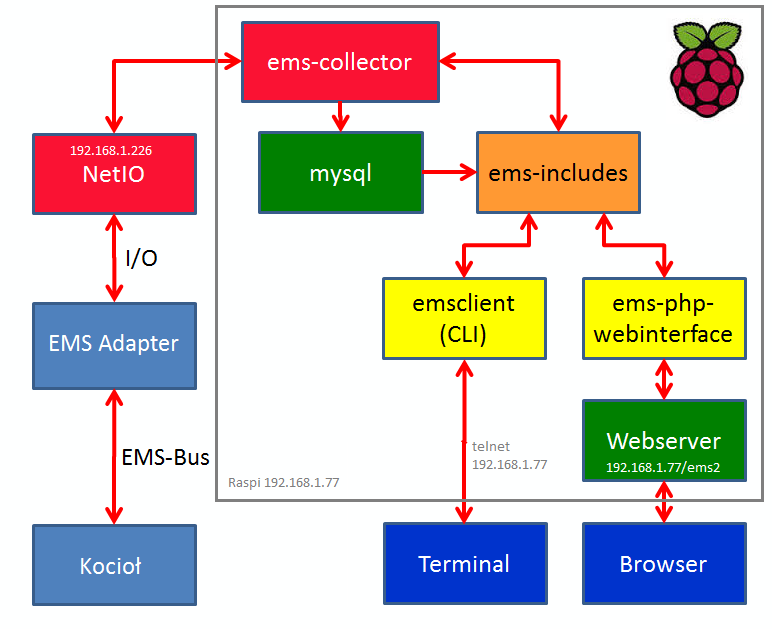 ems-collector
192.168.1.226
NetIO
mysql
ems-includes
I/O
emsclient
(CLI)
ems-php-
webinterface
EMS Adapter
EMS-Bus
telnet
192.168.1.77
Webserver
192.168.1.77/ems2
Raspi 192.168.1.77
Kocioł
Terminal
Browser